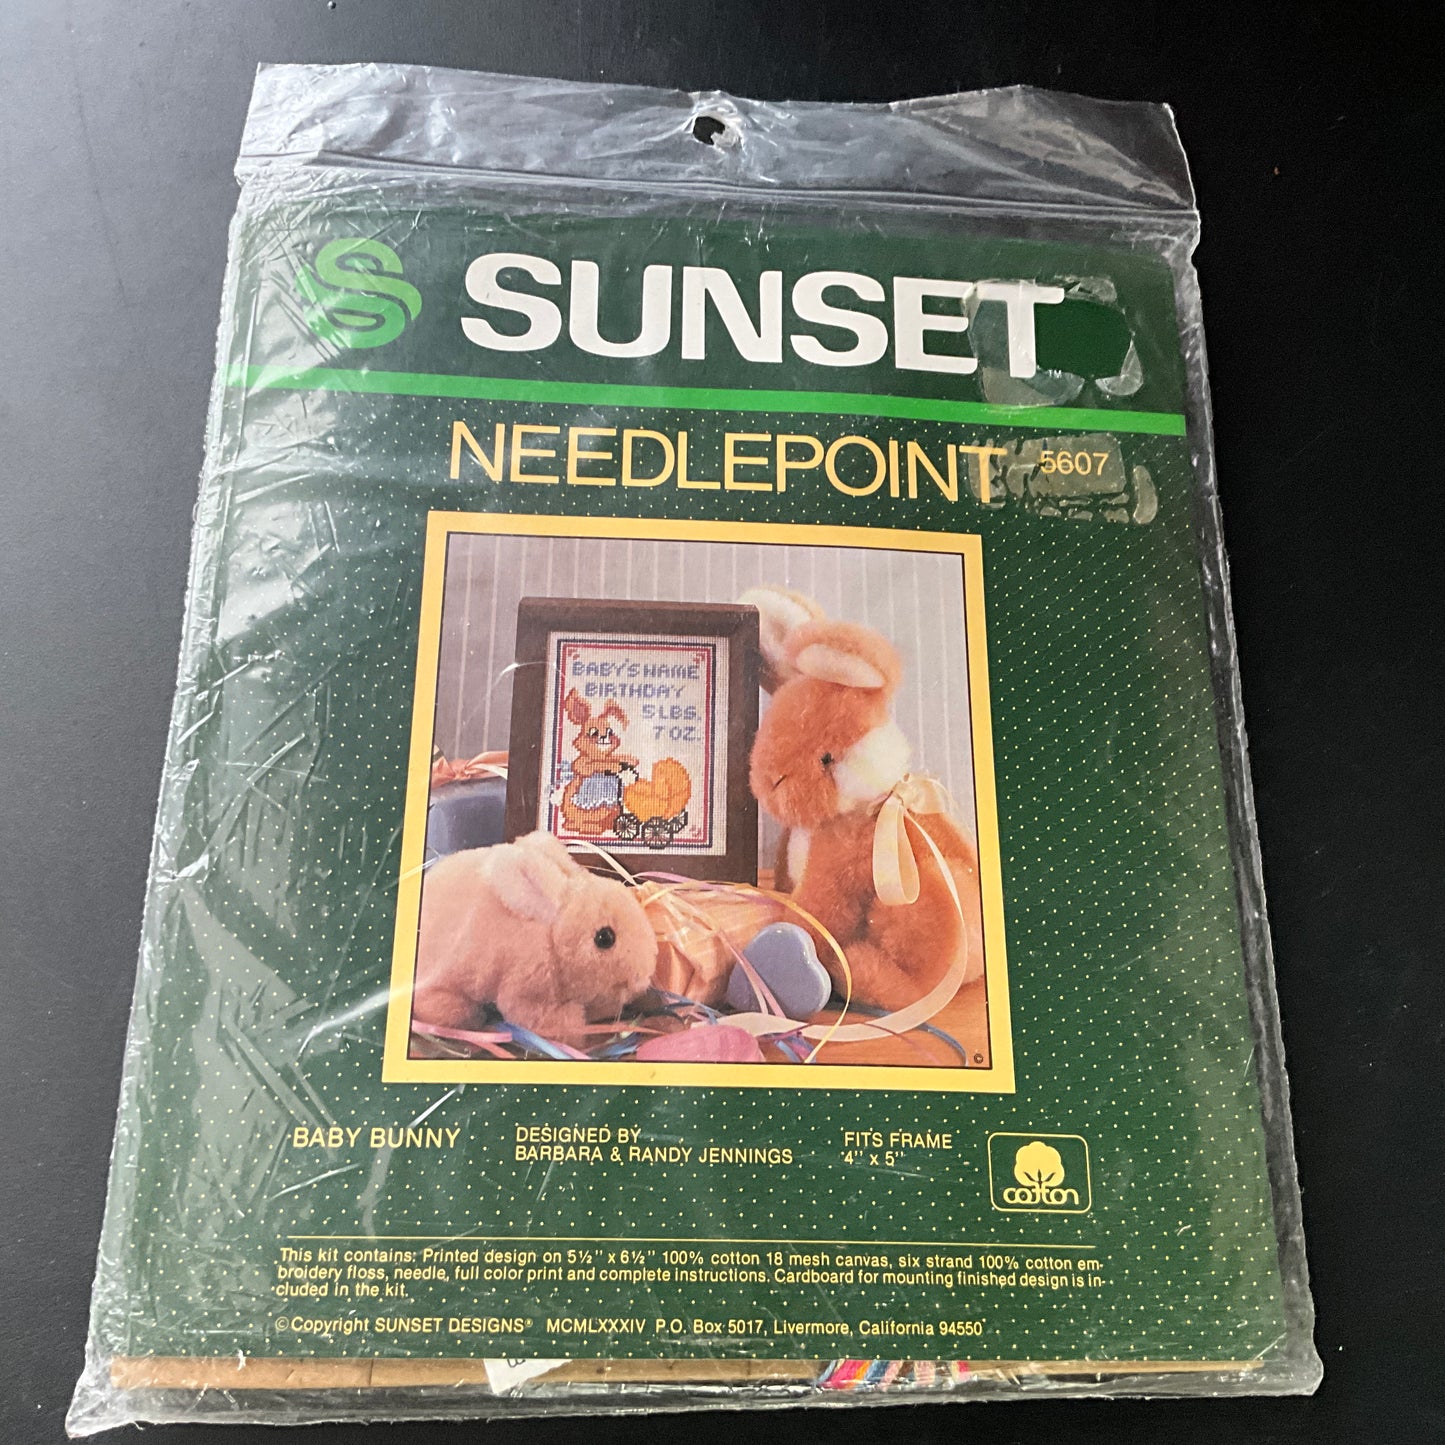 SUNSET™
NEEDLEPOINT 5607
BABY'S NAME
BIRTHDAY
5 LBS.
7 OZ.
©
BABY BUNNY
DESIGNED BY
BARBARA & RANDY JENNINGS
FITS FRAME
4" x 5"
cotton
This kit contains: Printed design on 5½" x 6½" 100% cotton 18 mesh canvas, six strand 100% cotton em-
broidery floss, needle, full color print and complete instructions. Cardboard for mounting finished design is in-
cluded in the kit.
© Copyright SUNSET DESIGNS® MCMLXXXIV P.O. Box 5017, Livermore, California 94550